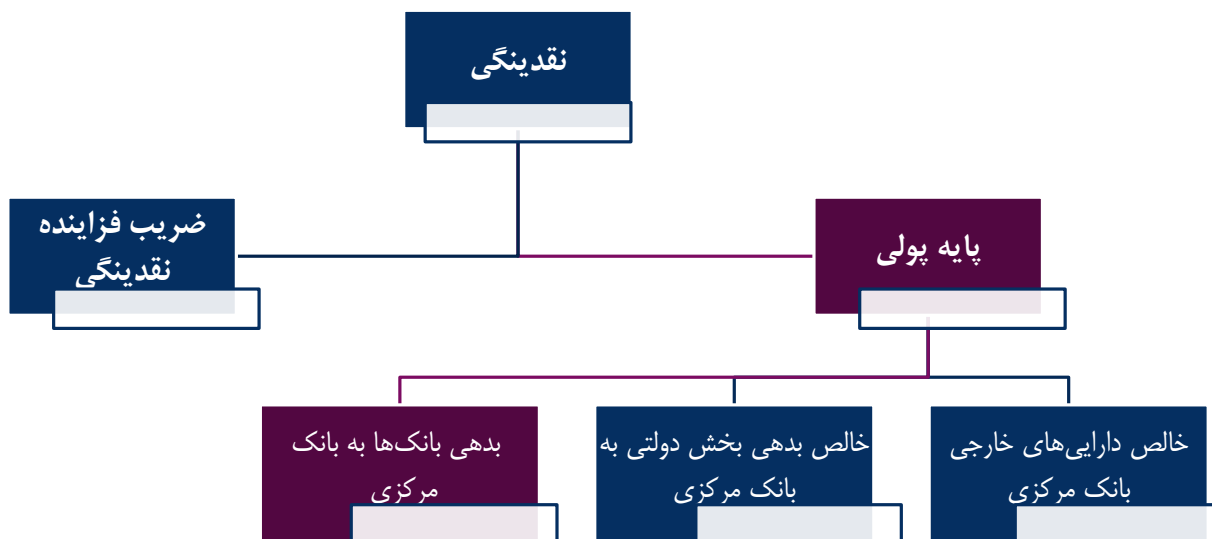 نقدینگی
پایه پولی
ضریب فزاینده
نقدینگی
خالص دارایی‌های خارجی
بانک مرکزی
خالص بدهی بخش دولتی به
بانک مرکزی
بدهی بانک‌ها به بانک
مرکزی